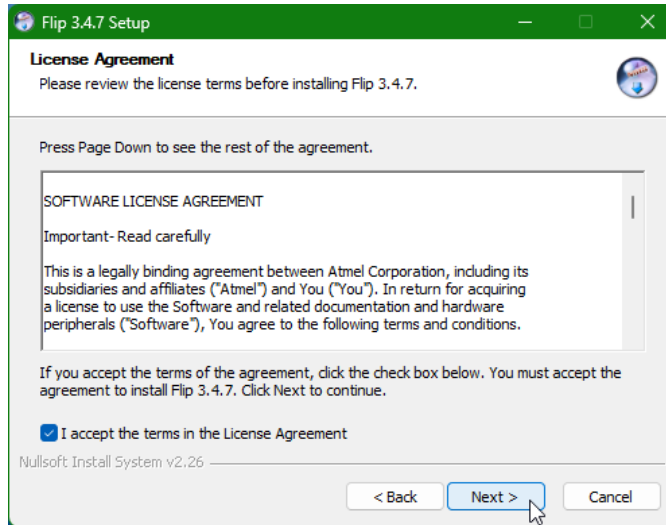 Flip 3.4.7 Setup
License Agreement
Please review the license terms before installing Flip 3.4.7.
Press Page Down to see the rest of the agreement.
SOFTWARE LICENSE AGREEMENT
Important- Read carefully
This is a legally binding agreement between Atmel Corporation, including its
subsidiaries and affiliates ("Atmel") and You ("You"). In return for acquiring
a license to use the Software and related documentation and hardware
peripherals ("Software"), You agree to the following terms and conditions.
If you accept the terms of the agreement, click the check box below. You must accept the
agreement to install Flip 3.4.7. Click Next to continue.
I accept the terms in the License Agreement
Nullsoft Install System v2.26
< Back Next > Cancel